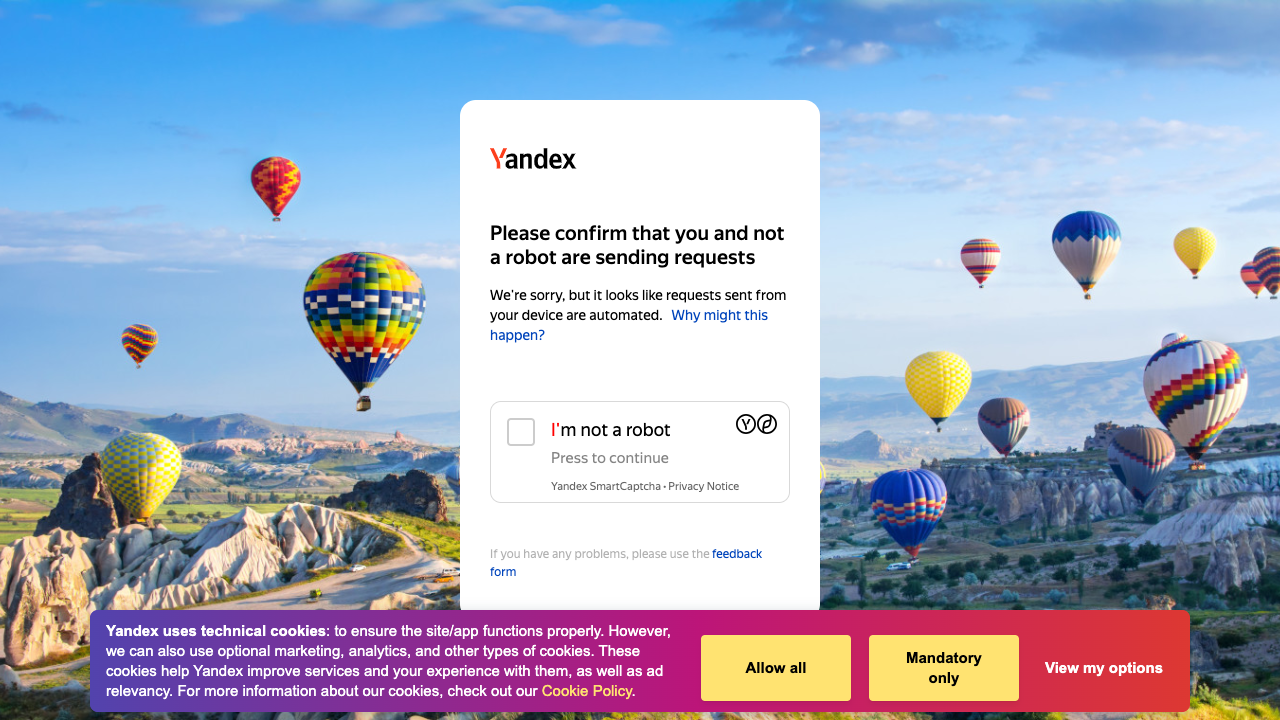 Yandex
Please confirm that you and not
a robot are sending requests
We're sorry, but it looks like requests sent from
your device are automated. Why might this
happen?
I'm not a robot
Press to continue
Yandex SmartCaptcha • Privacy Notice
If you have any problems, please use the feedback
form
Yandex uses technical cookies: to ensure the site/app functions properly. However,
we can also use optional marketing, analytics, and other types of cookies. These
cookies help Yandex improve services and your experience with them, as well as ad
relevancy. For more information about our cookies, check out our Cookie Policy.
Allow all
Mandatory
only
View my options